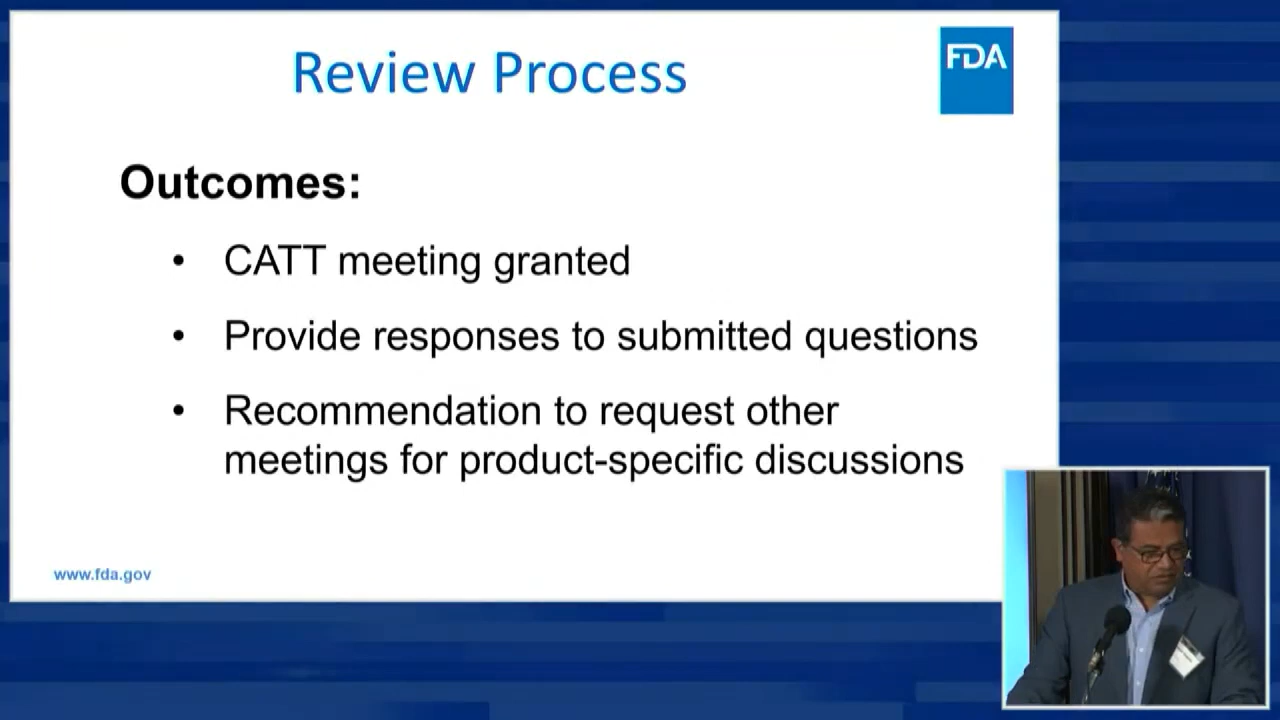 Review Process
FDA
Outcomes:
• CATT meeting granted
• Provide responses to submitted questions
• Recommendation to request other
meetings for product-specific discussions
www.fda.gov